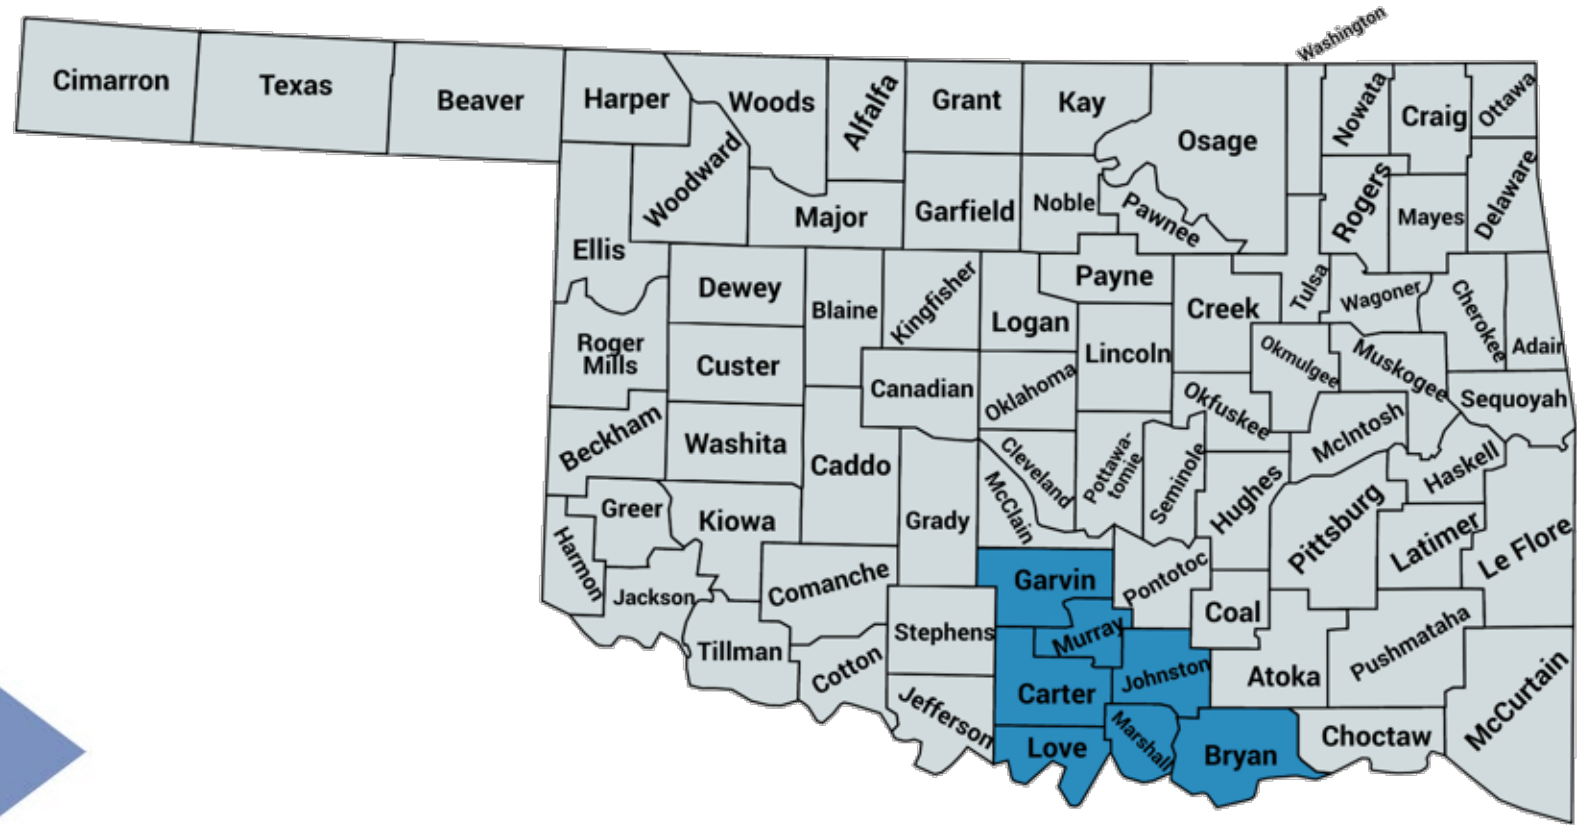 Washington
Cimarron
Texas
Beaver
Harper
Woods
Alfalfa
Grant
Kay
Osage
Nowata
Craig
Ottawa
Woodward
Ellis
Major
Garfield
Noble
Pawnee
Rogers
Mayes
Delaware
Dewey
Blaine
Kingfisher
Logan
Payne
Creek
Tulsa
Wagoner
Cherokee
Adair
Roger
Mills
Custer
Canadian
Oklahoma
Lincoln
Okmulgee
Muskogee
Sequoyah
Beckham
Washita
Caddo
Grady
McClain
Cleveland
Pottawa-
tomie
Seminole
Okfuskee
Hughes
McIntosh
Haskell
Greer
Kiowa
Harmon
Jackson
Comanche
Garvin
Pontotoc
Coal
Pittsburg
Latimer
Le Flore
Tillman
Cotton
Stephens
Murray
Johnston
Atoka
Pushmataha
McCurtain
Jefferson
Carter
Love
Marshall
Bryan
Choctaw